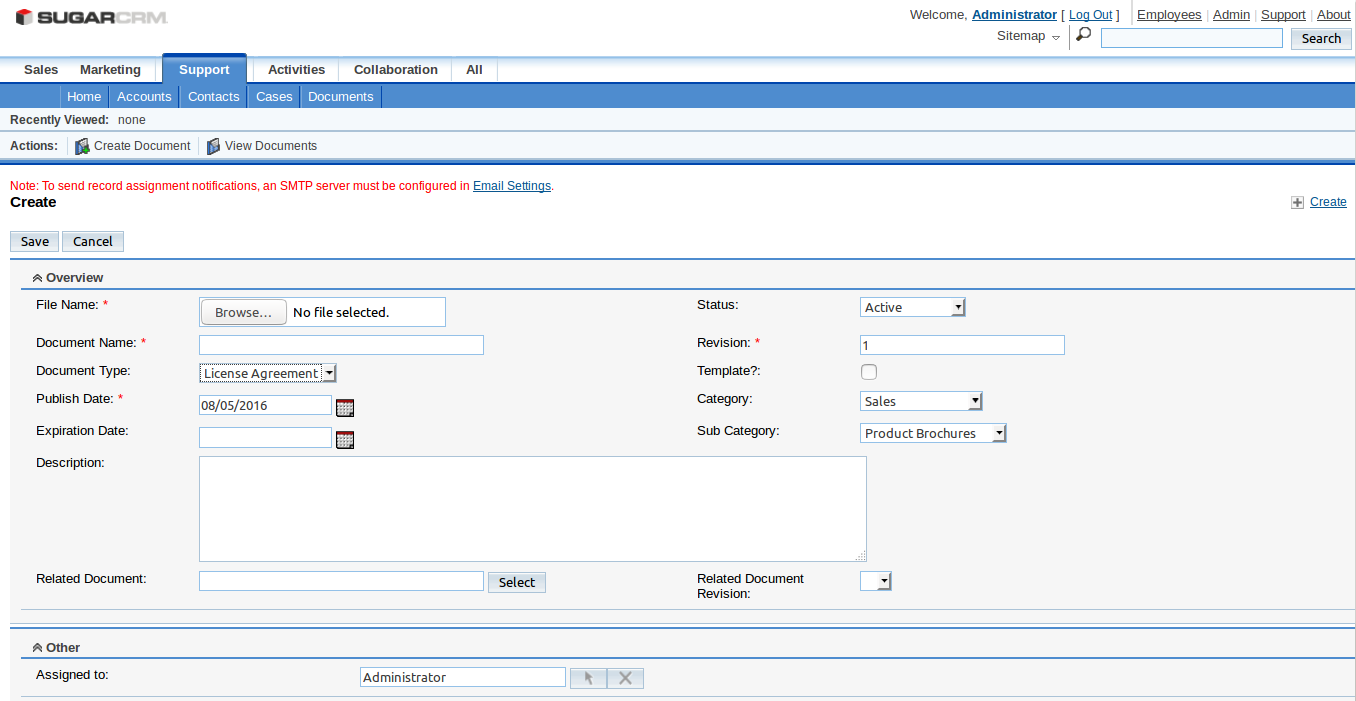 SUGARCRM
Welcome, Administrator [ Log Out ] Employees | Admin | Support | About
Sitemap Search
Sales Marketing Support Activities Collaboration All
Home Accounts Contacts Cases Documents
Recently Viewed: none
Actions: Create Document View Documents
Note: To send record assignment notifications, an SMTP server must be configured in Email Settings.
Create Create
Save Cancel
Overview
File Name: * Browse... No file selected. Status: Active
Document Name: * Revision: * 1
Document Type: License Agreement Template?:
Publish Date: * 08/05/2016 Category: Sales
Expiration Date: Sub Category: Product Brochures
Description:
Related Document: Select Related Document
Revision:
Other
Assigned to: Administrator